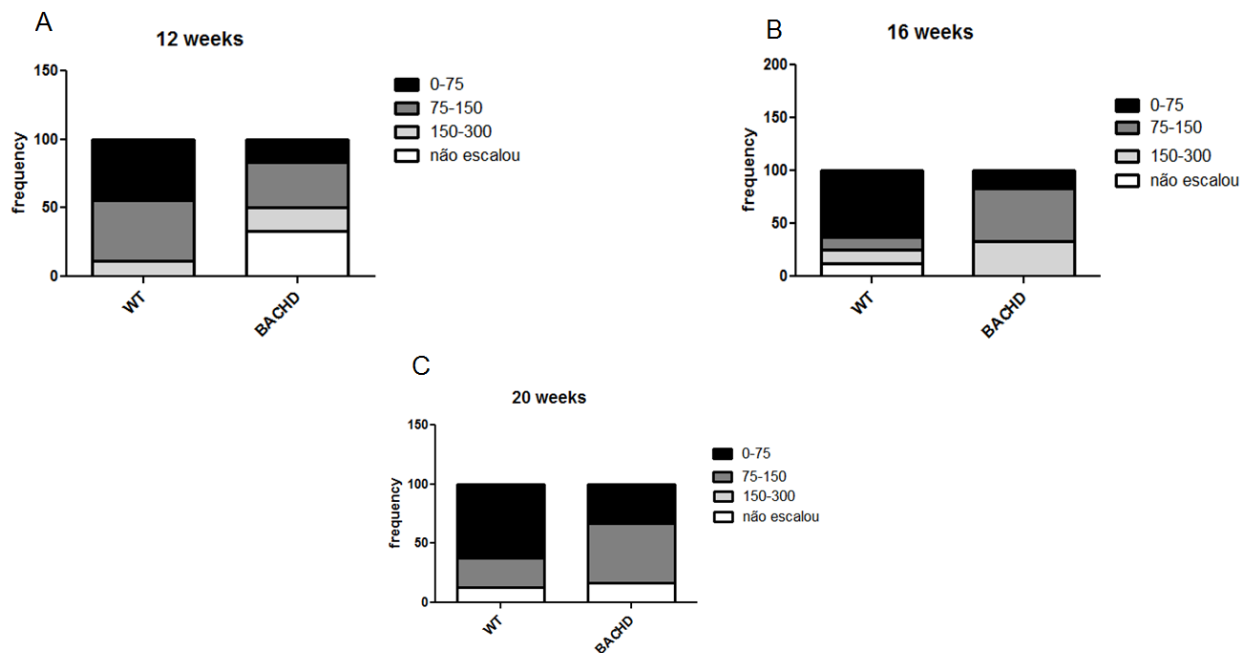 A
12 weeks
150
100
50
0
frequency
WT
BACHD
0-75
75-150
150-300
não escalou
B
16 weeks
200
150
100
50
0
frequency
WT
BACHD
0-75
75-150
150-300
não escalou
C
20 weeks
150
100
50
0
frequency
WT
BACHD
0-75
75-150
150-300
não escalou